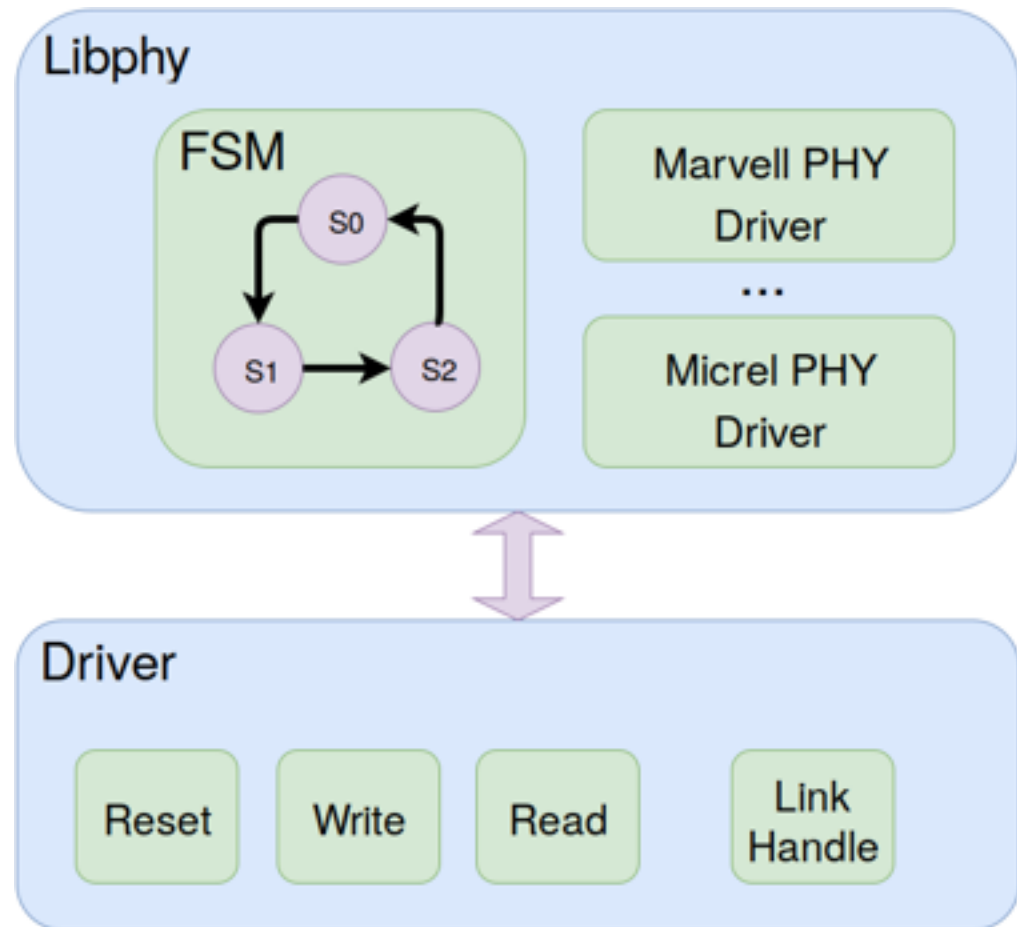 Libphy
FSM
S0
S1
S2
Marvell PHY
Driver
...
Micrel PHY
Driver
Driver
Reset
Write
Read
Link
Handle